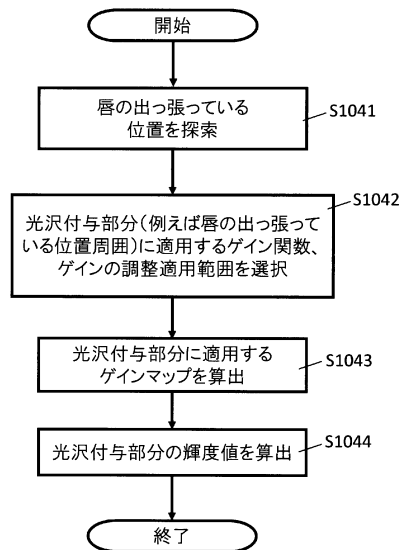 開始
唇の出っ張っている
位置を探索
S1041
光沢付与部分(例えば唇の出っ張って
いる位置周囲)に適用するゲイン関数、
ゲインの調整適用範囲を選択
S1042
光沢付与部分に適用する
ゲインマップを算出
S1043
光沢付与部分の輝度値を算出
S1044
終了